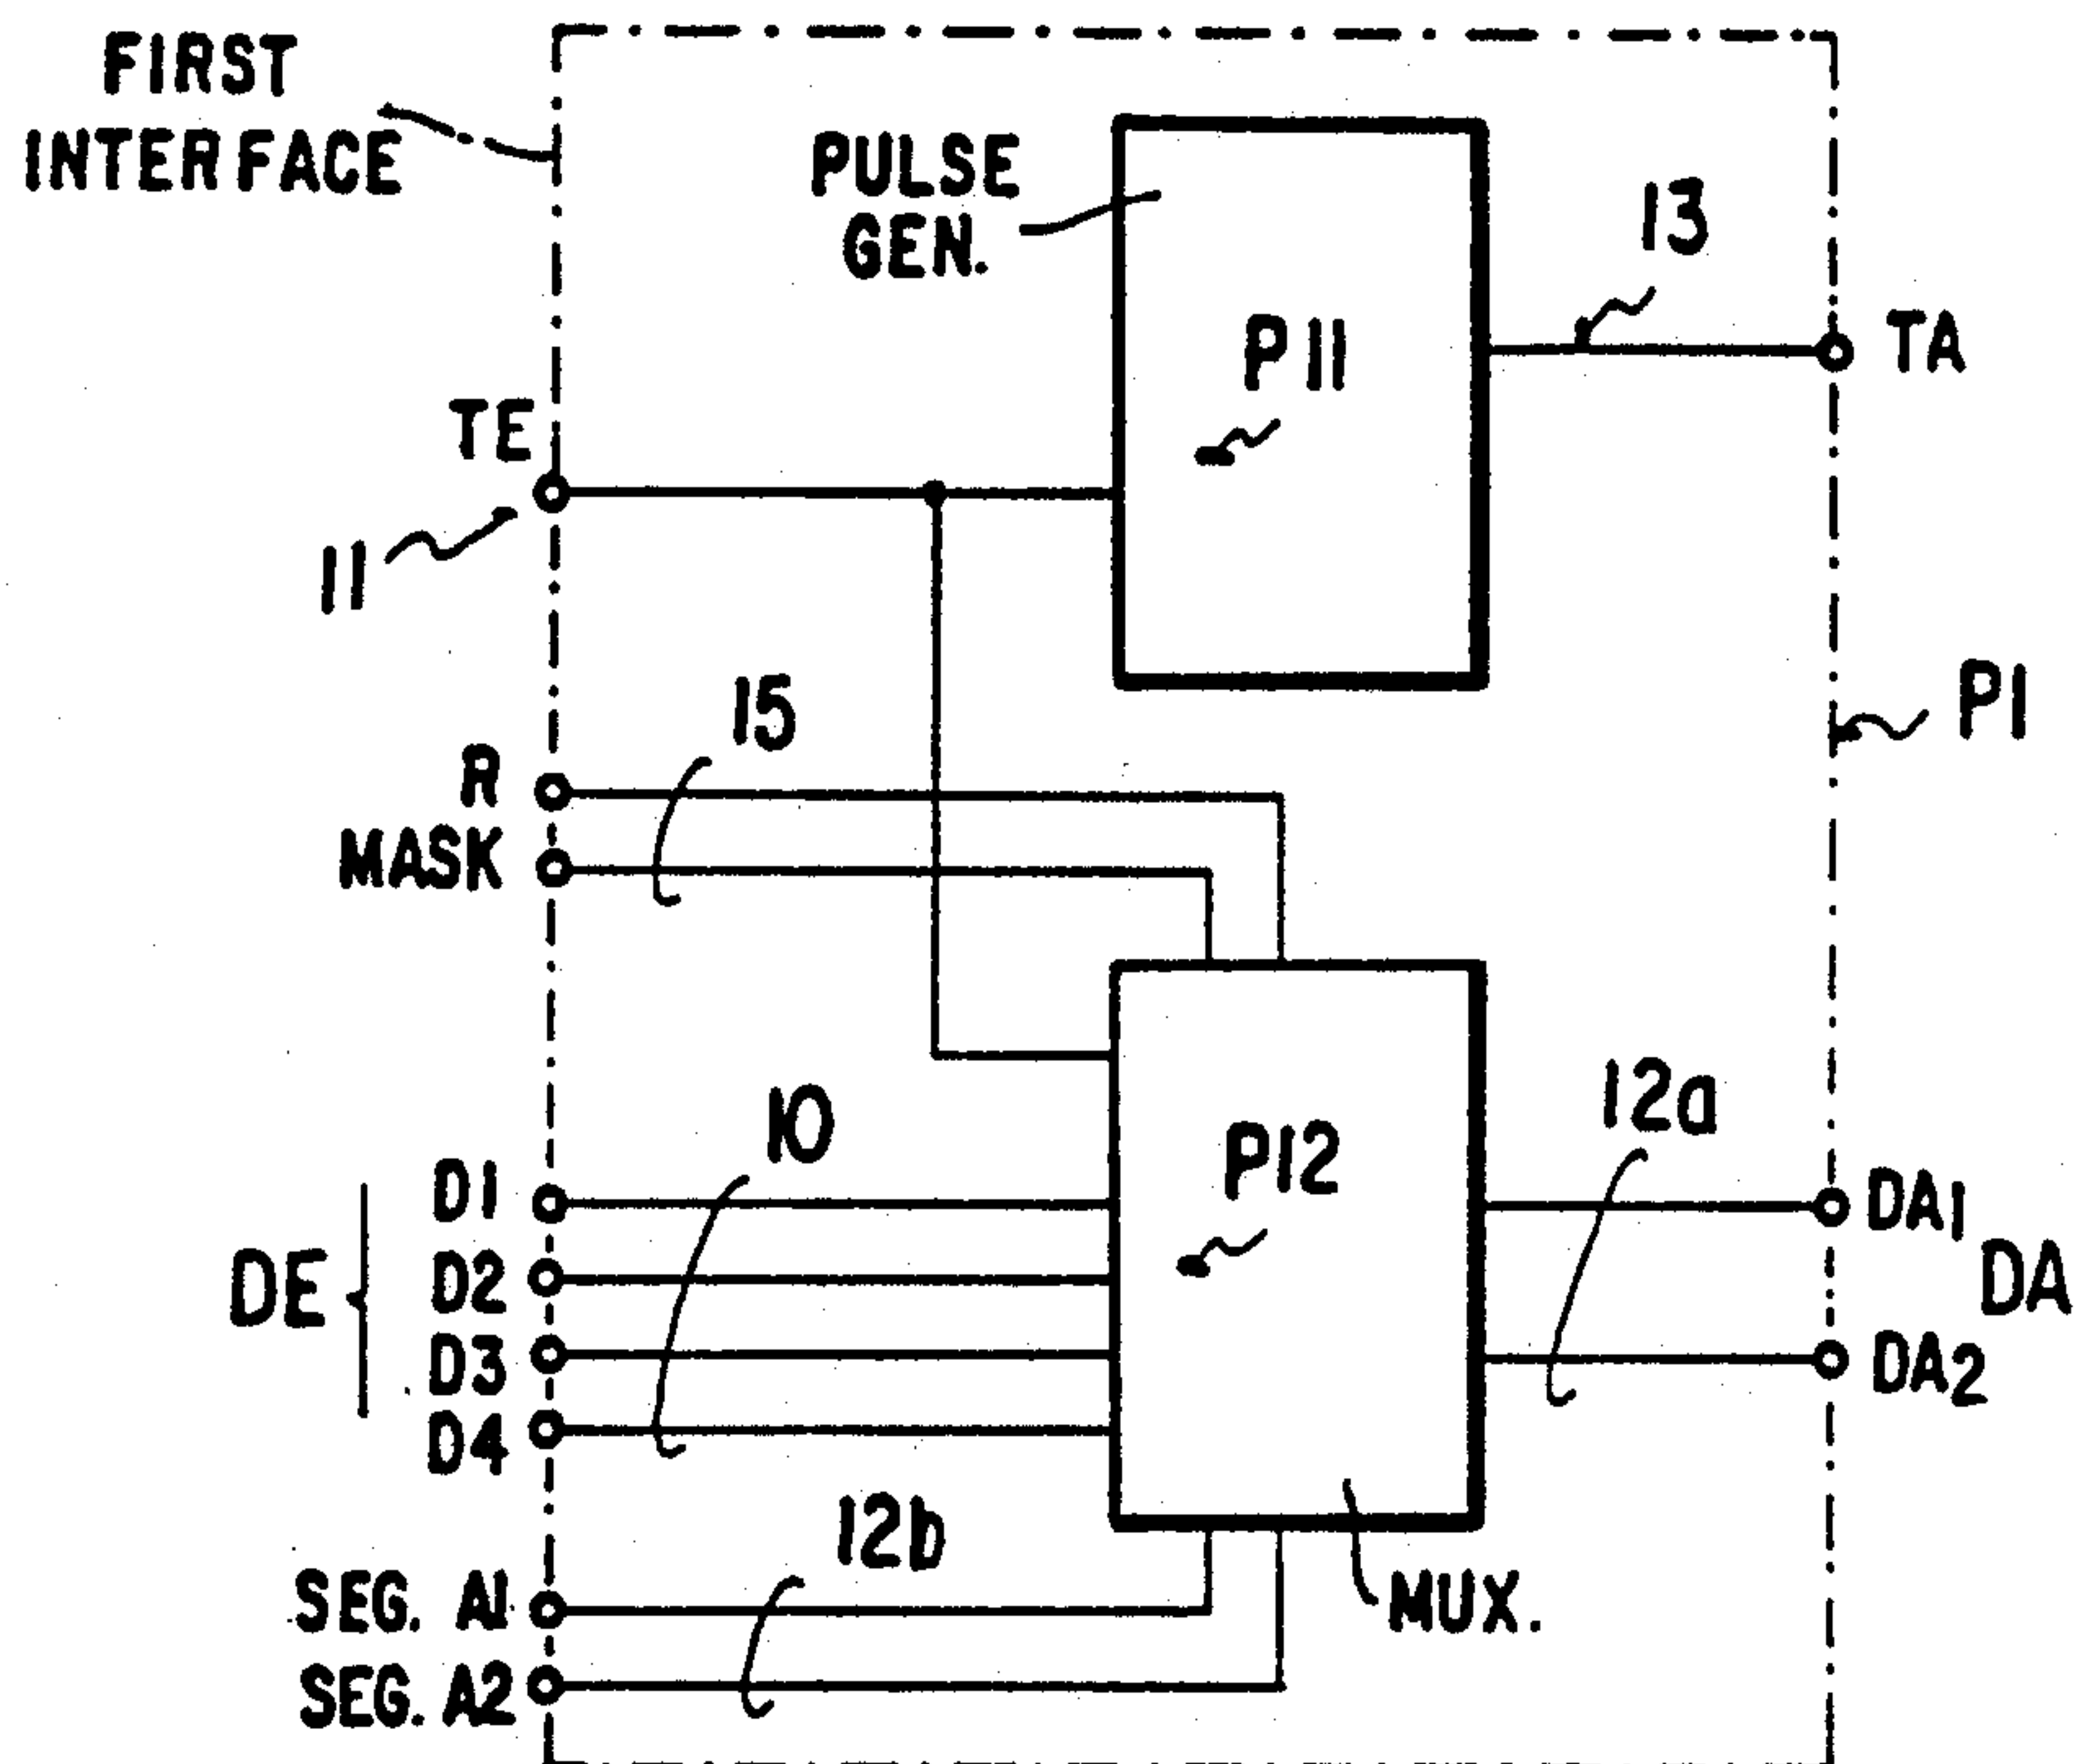 FIRST
INTERFACE
PULSE
GEN.
P11
13
TA
TE
11
15
R
MASK
P1
10
P12
12a
D1
D2
D3
D4
DE
DA1
DA
DA2
12b
SEG. A1
SEG. A2
MUX.